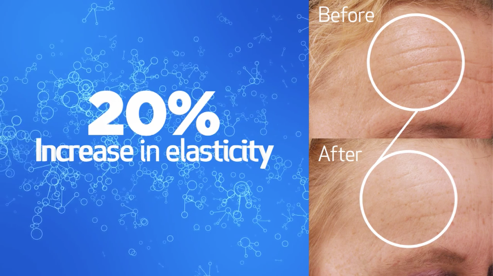 20%
Increase in elasticity
Before
After